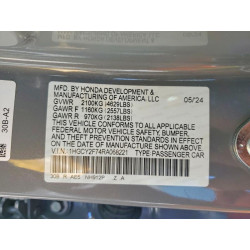 MFD. BY HONDA DEVELOPMENT &
MANUFACTURING OF AMERICA, LLC
GVWR 2100KG (4629LBS) 05/24
GAWR F 1160KG (2557LBS)
GAWR R 970KG (2138LBS)
THIS VEHICLE CONFORMS TO ALL APPLICABLE
FEDERAL MOTOR VEHICLE SAFETY, BUMPER,
AND THEFT PREVENTION STANDARDS IN EFFECT
ON THE DATE OF MANUFACTURE SHOWN ABOVE.
V.I.N.: 1HGCY2F74RA068221 TYPE: PASSENGER CAR
30B-A2